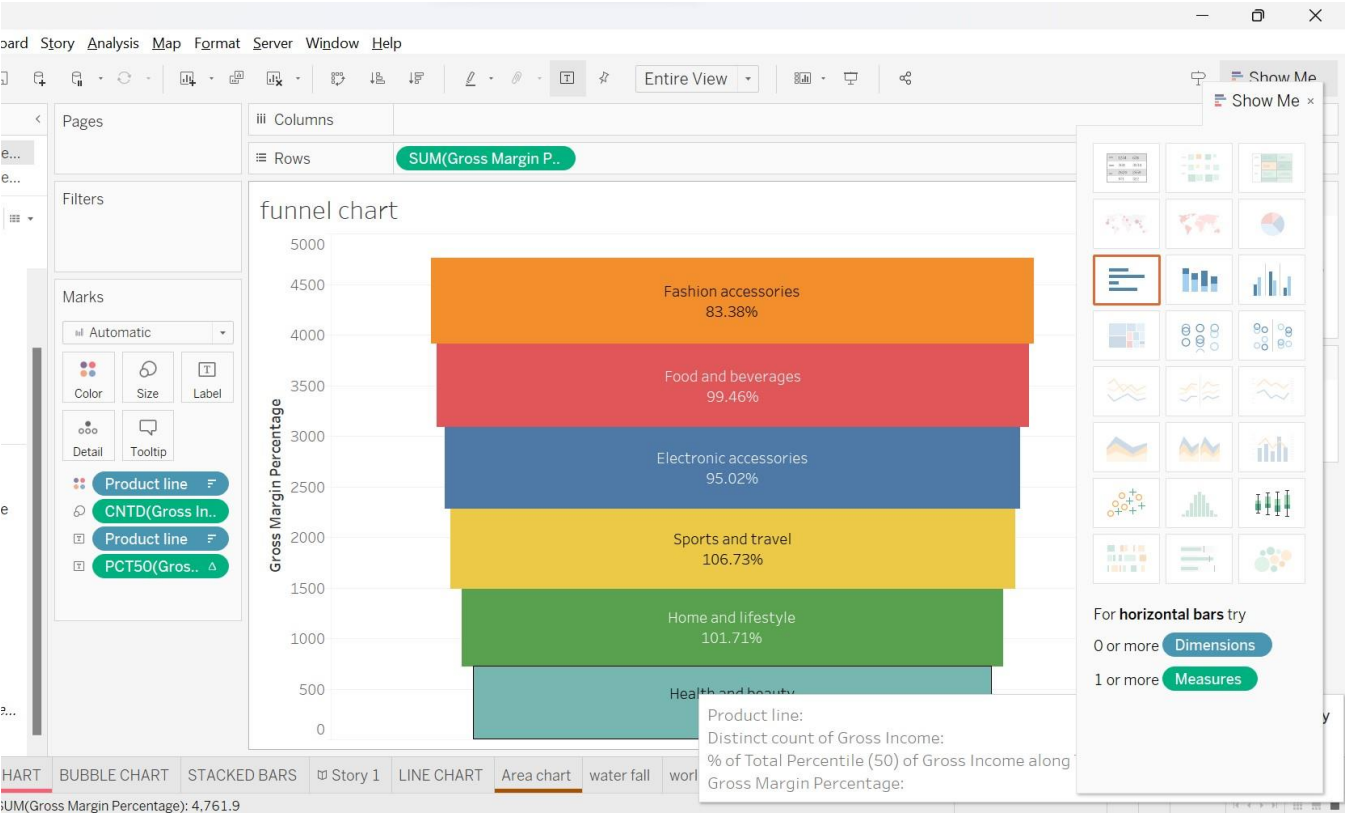 oard Story Analysis Map Format Server Window Help
Entire View
Show Me
Show Me ×
Pages
Columns
e...
Rows
SUM(Gross Margin P..
e...
Filters
funnel chart
Marks
Automatic
Color
Size
Label
Detail
Tooltip
Product line
CNTD(Gross In..
Product line
PCT50(Gros.. Δ
e
e...
Gross Margin Percentage
5000
4500
4000
3500
3000
2500
2000
1500
1000
500
0
Fashion accessories
83.38%
Food and beverages
99.46%
Electronic accessories
95.02%
Sports and travel
106.73%
Home and lifestyle
101.71%
Health and beauty
Product line:
Distinct count of Gross Income:
% of Total Percentile (50) of Gross Income along
Gross Margin Percentage:
For horizontal bars try
0 or more Dimensions
1 or more Measures
y
HART
BUBBLE CHART
STACKED BARS
Story 1
LINE CHART
Area chart
water fall
worl
SUM(Gross Margin Percentage): 4,761.9